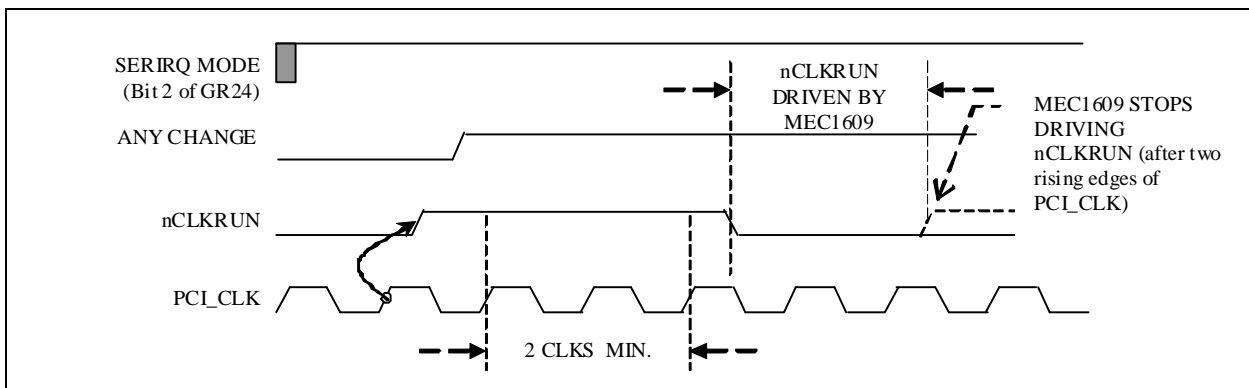 SERIRQ MODE
(Bit 2 of GR24)
nCLKRUN
DRIVEN BY
MEC1609
MEC1609 STOPS
DRIVING
nCLKRUN (after two
rising edges of
PCI_CLK)
ANY CHANGE
nCLKRUN
PCI_CLK
2 CLKS MIN.